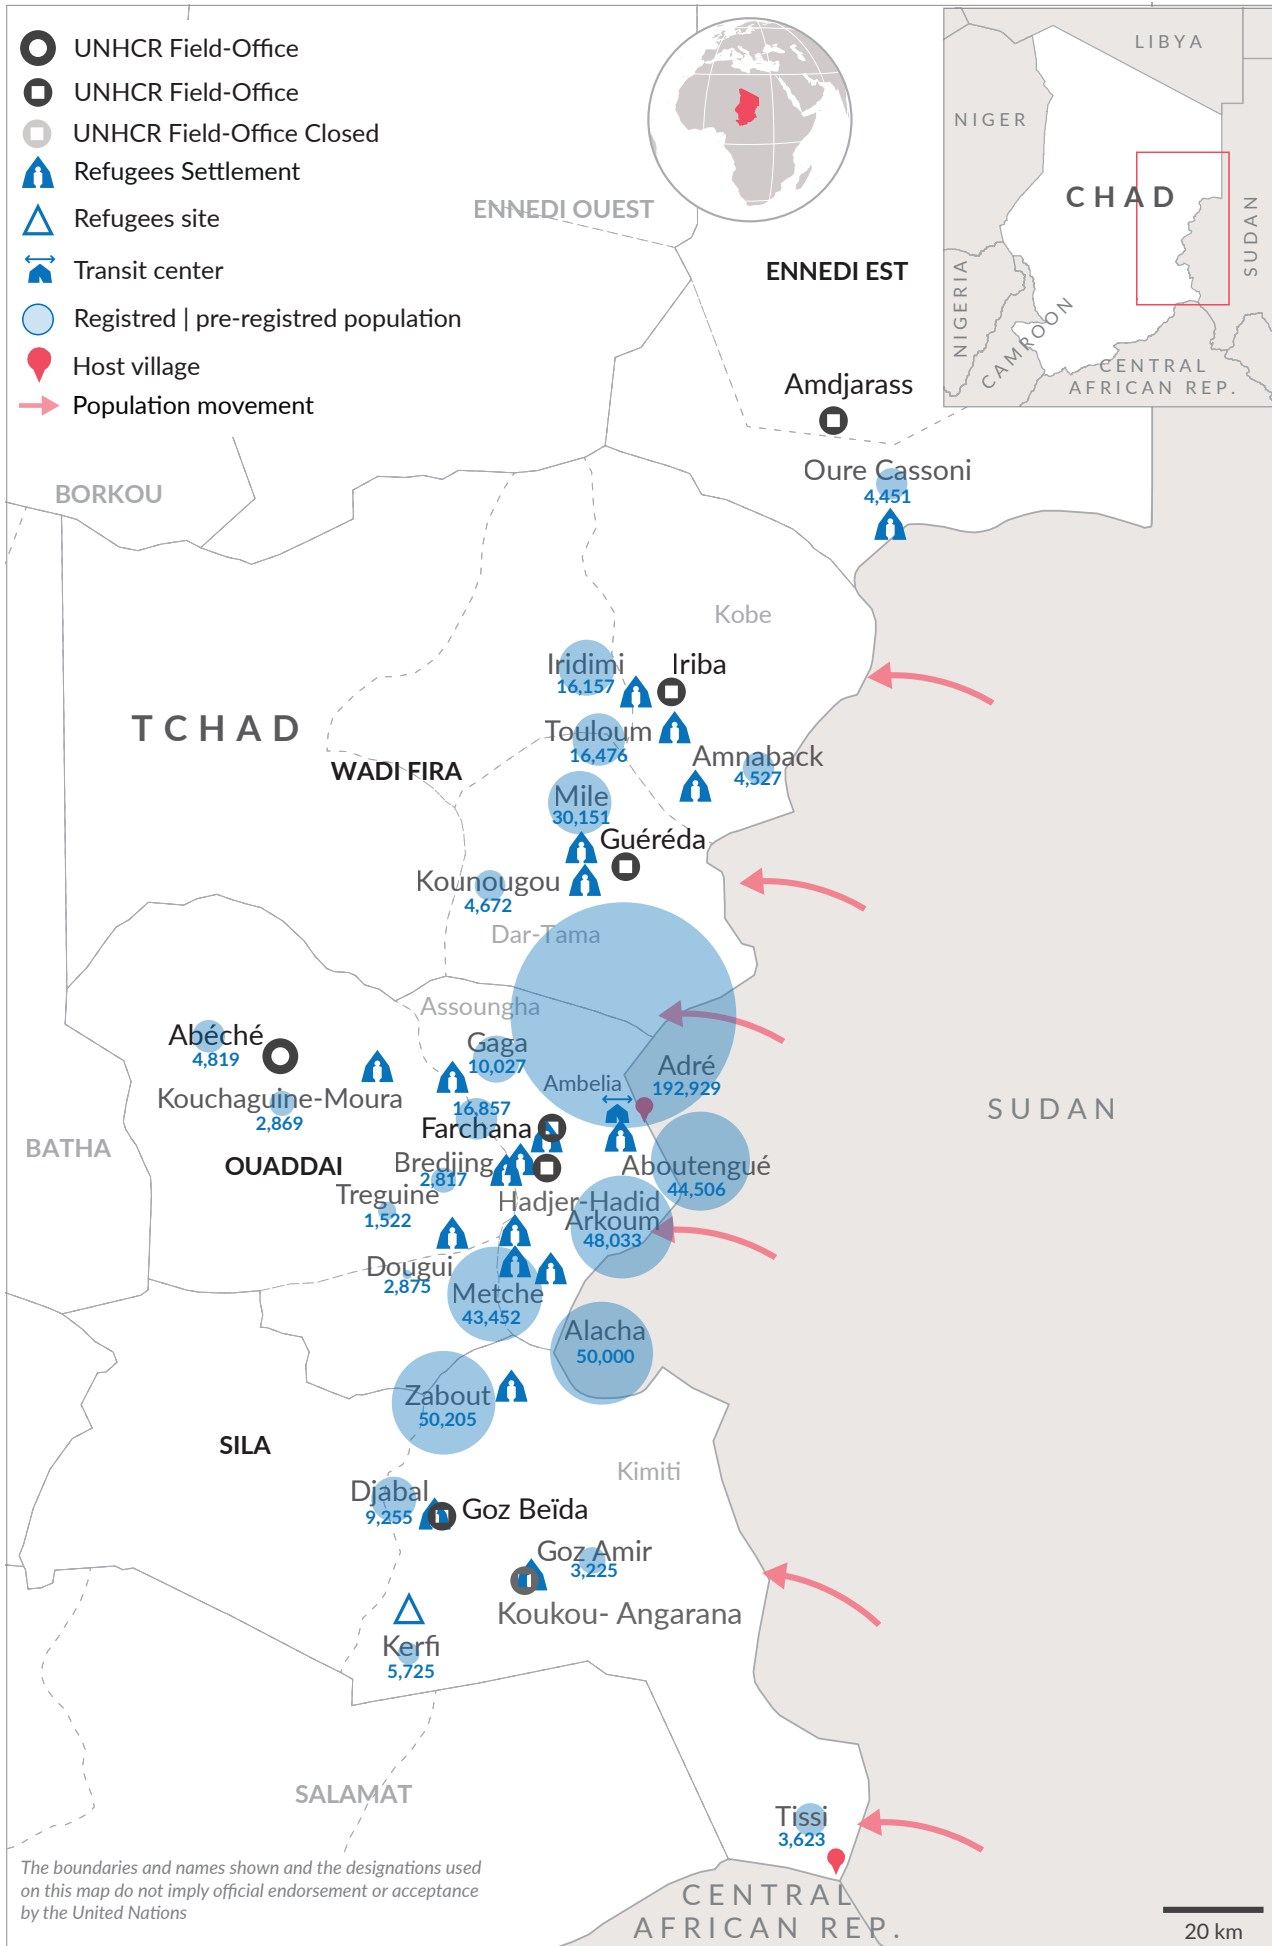 UNHCR Field-Office
UNHCR Field-Office
UNHCR Field-Office Closed
Refugees Settlement
Refugees site
Transit center
Registred | pre-registred population
Host village
Population movement
LIBYA
NIGER
CHAD
SUDAN
NIGERIA
CAMROON
CENTRAL
AFRICAN REP.
ENNEDI OUEST
ENNEDI EST
Amdjarass
Oure Cassoni
4,451
BORKOU
Kobe
Iridimi
16,157
Iriba
TCHAD
Touloum
16,476
WADI FIRA
Amnaback
4,527
Mile
30,151
Guéréda
Kounougou
4,672
Dar-Tama
Assoungha
Abéché
4,819
Gaga
10,027
Adré
192,929
Ambelia
Kouchaguine-Moura
2,869
16,857
Farchana
SUDAN
BATHA
OUADDAI
Bredjing
2,817
Aboutengué
44,506
Treguine
1,522
Hadjer-Hadid
Arkoum
48,033
Dougui
2,875
Metche
43,452
Alacha
50,000
Zabout
50,205
SILA
Kimiti
Djabal
9,255
Goz Beïda
Goz Amir
3,225
Koukou- Angarana
Kerfi
5,725
SALAMAT
Tissi
3,623
The boundaries and names shown and the designations used
on this map do not imply official endorsement or acceptance
by the United Nations
CENTRAL
AFRICAN REP.
20 km